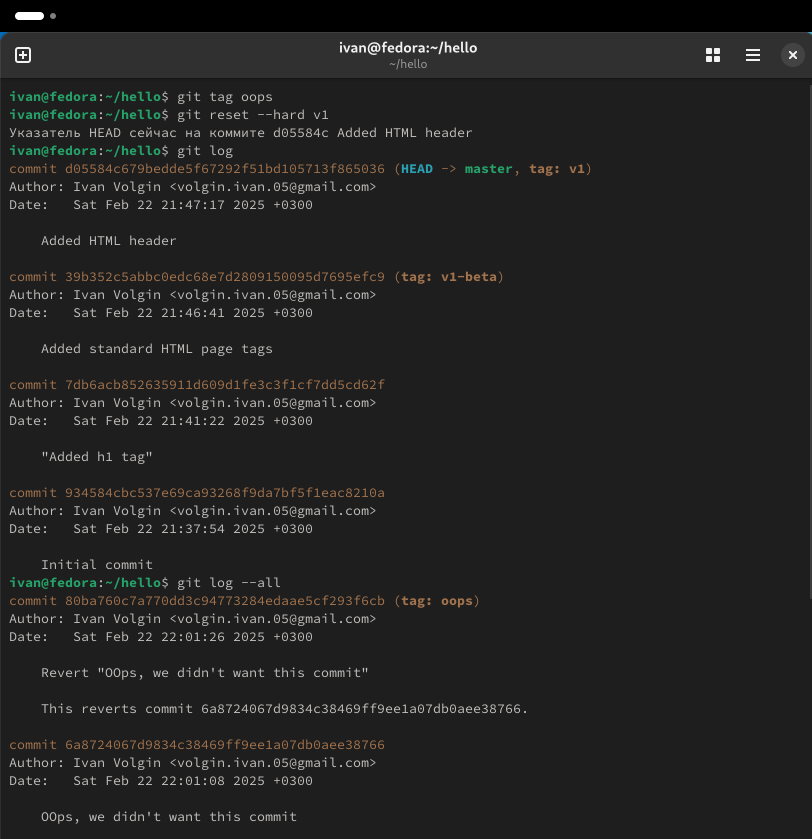 ivan@fedora:~/hello
~/hello
ivan@fedora:~/hello$ git tag oops
ivan@fedora:~/hello$ git reset --hard v1
Указатель HEAD сейчас на коммите d05584c Added HTML header
ivan@fedora:~/hello$ git log
commit d05584c679bedde5f67292f51bd105713f865036 (HEAD -> master, tag: v1)
Author: Ivan Volgin <volgin.ivan.05@gmail.com>
Date:   Sat Feb 22 21:47:17 2025 +0300
Added HTML header
commit 39b352c5abbc0edc68e7d2809150095d7695efc9 (tag: v1-beta)
Author: Ivan Volgin <volgin.ivan.05@gmail.com>
Date:   Sat Feb 22 21:46:41 2025 +0300
Added standard HTML page tags
commit 7db6acb852635911d609d1fe3c3f1cf7dd5cd62f
Author: Ivan Volgin <volgin.ivan.05@gmail.com>
Date:   Sat Feb 22 21:41:22 2025 +0300
"Added h1 tag"
commit 934584cbc537e69ca93268f9da7bf5f1eac8210a
Author: Ivan Volgin <volgin.ivan.05@gmail.com>
Date:   Sat Feb 22 21:37:54 2025 +0300
Initial commit
ivan@fedora:~/hello$ git log --all
commit 80ba760c7a770dd3c94773284edaae5cf293f6cb (tag: oops)
Author: Ivan Volgin <volgin.ivan.05@gmail.com>
Date:   Sat Feb 22 22:01:26 2025 +0300
Revert "OOps, we didn't want this commit"
This reverts commit 6a8724067d9834c38469ff9ee1a07db0aee38766.
commit 6a8724067d9834c38469ff9ee1a07db0aee38766
Author: Ivan Volgin <volgin.ivan.05@gmail.com>
Date:   Sat Feb 22 22:01:08 2025 +0300
OOps, we didn't want this commit